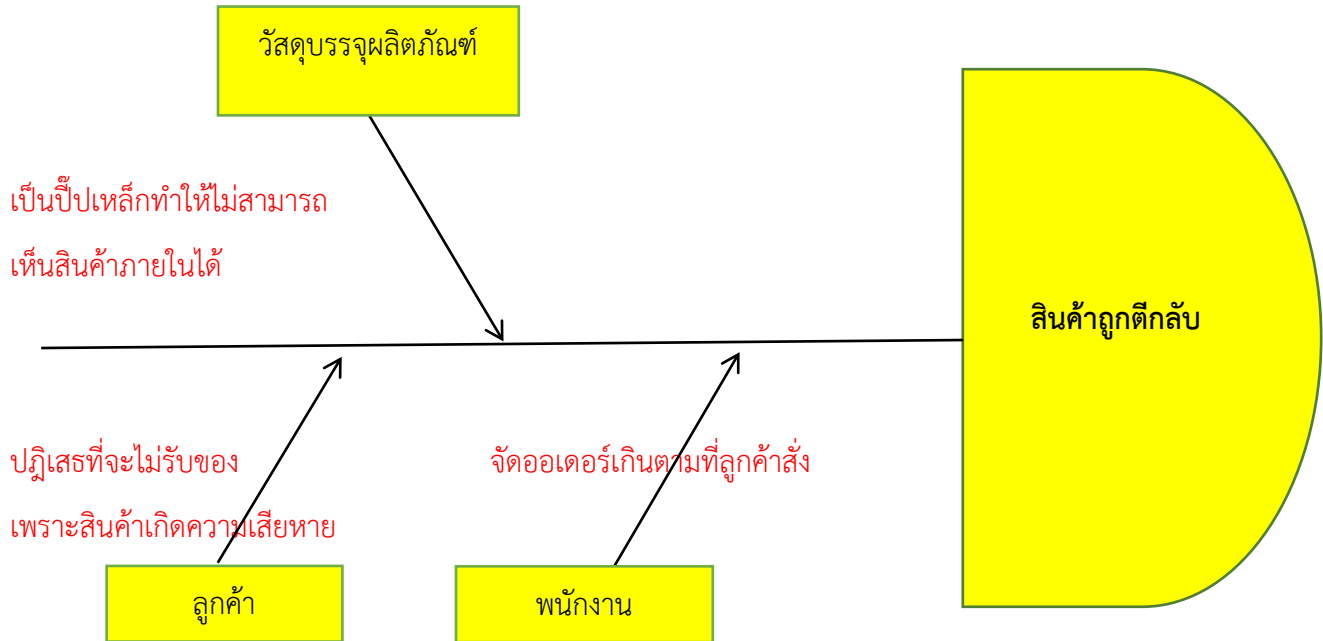 วัสดุบรรจุผลิตภัณฑ์
เป็นปี๊ปเหล็กทำให้ไม่สามารถ
เห็นสินค้าภายในได้
สินค้าถูกตีกลับ
ปฎิเสธที่จะไม่รับของ
เพราะสินค้าเกิดความเสียหาย
จัดออเดอร์เกินตามที่ลูกค้าสั่ง
ลูกค้า
พนักงาน